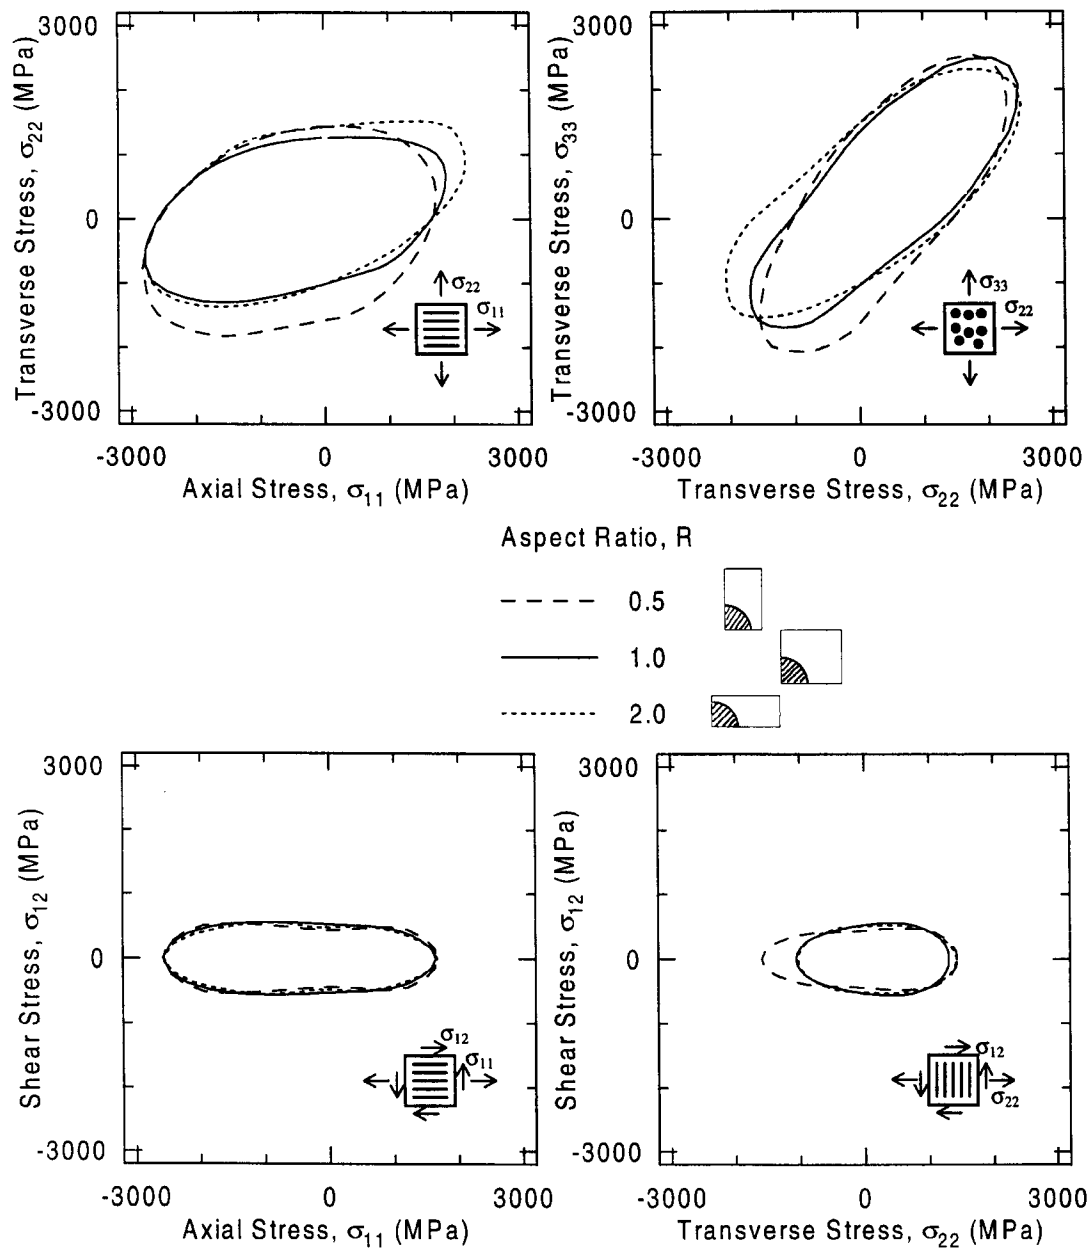 3000
0
-3000
Transverse Stress, σ22 (MPa)
σ22
σ11
-3000 0 3000
Axial Stress, σ11 (MPa)
3000
0
-3000
Transverse Stress, σ33 (MPa)
σ33
σ22
-3000 0 3000
Transverse Stress, σ22 (MPa)
Aspect Ratio, R
0.5
1.0
2.0
3000
0
-3000
Shear Stress, σ12 (MPa)
σ12
σ11
-3000 0 3000
Axial Stress, σ11 (MPa)
3000
0
-3000
Shear Stress, σ12 (MPa)
σ12
σ22
-3000 0 3000
Transverse Stress, σ22 (MPa)